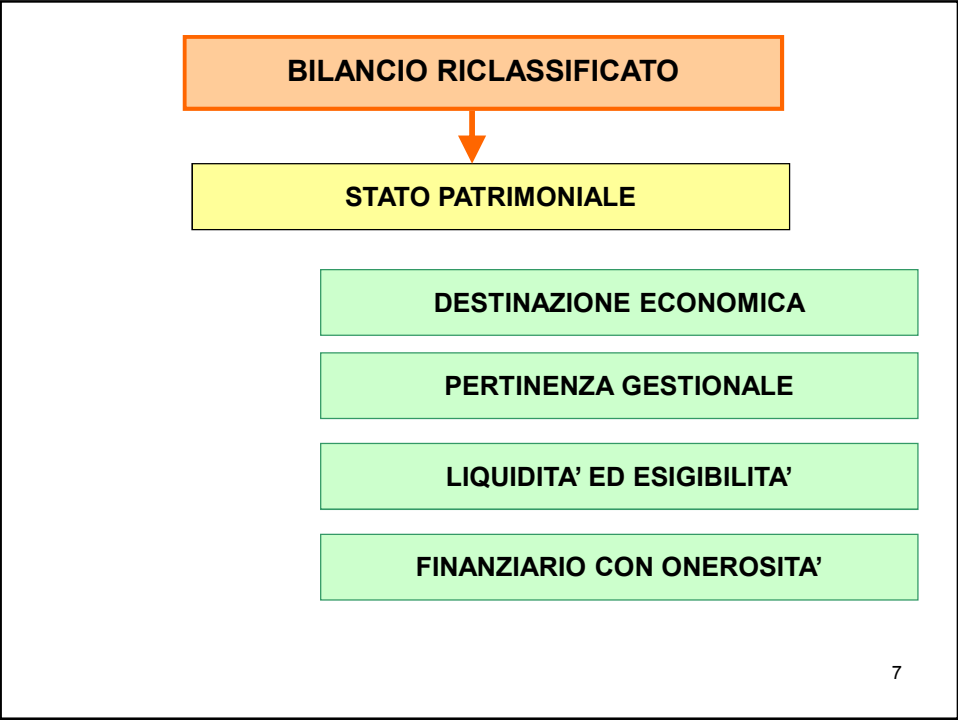 BILANCIO RICLASSIFICATO
STATO PATRIMONIALE
DESTINAZIONE ECONOMICA
PERTINENZA GESTIONALE
LIQUIDITA’ ED ESIGIBILITA’
FINANZIARIO CON ONEROSITA’
7